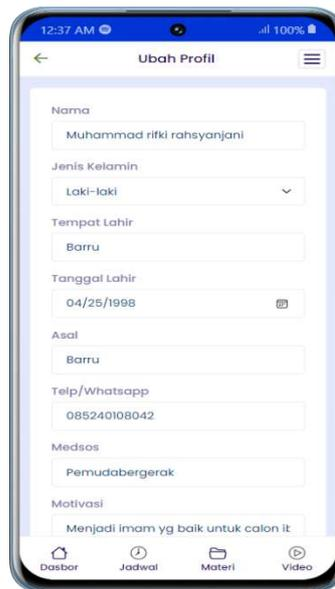 12:37 AM 100%
Ubah Profil
Nama
Muhammad rifki rahsyanjani
Jenis Kelamin
Laki-laki
Tempat Lahir
Barru
Tanggal Lahir
04/25/1998
Asal
Barru
Telp/Whatsapp
085240108042
Medsos
Pemudabergerak
Motivasi
Menjadi imam yg baik untuk calon it
Dasbor Jadwal Materi Video